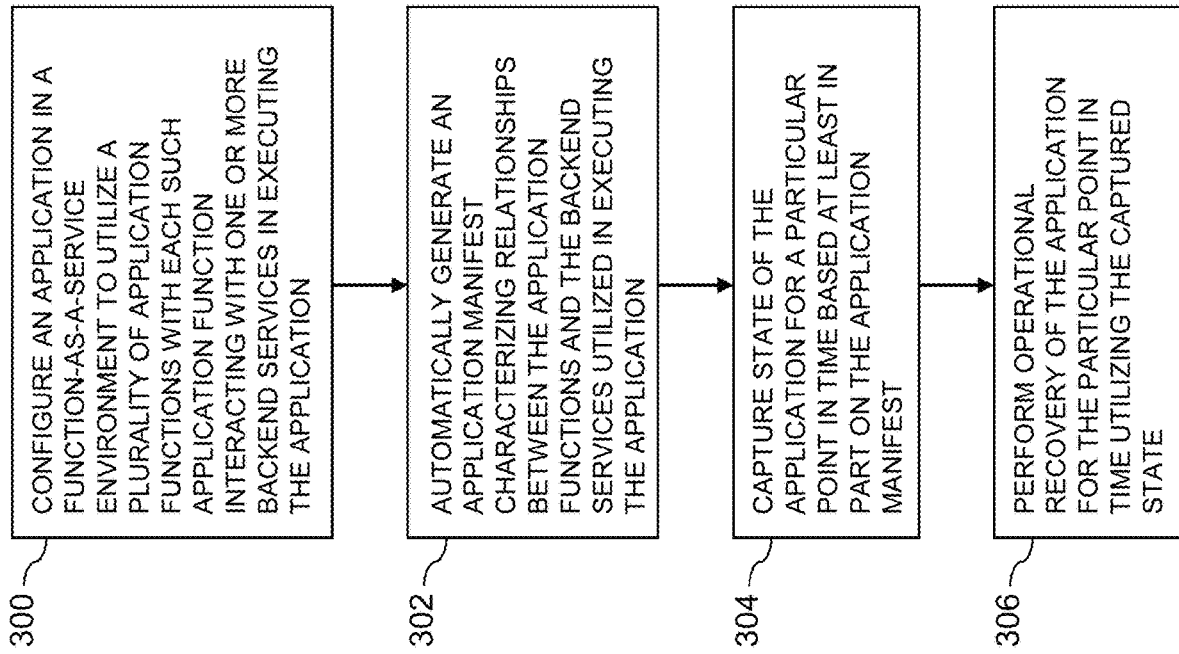 300
CONFIGURE AN APPLICATION IN A
FUNCTION-AS-A-SERVICE
ENVIRONMENT TO UTILIZE A
PLURALITY OF APPLICATION
FUNCTIONS WITH EACH SUCH
APPLICATION FUNCTION
INTERACTING WITH ONE OR MORE
BACKEND SERVICES IN EXECUTING
THE APPLICATION
302
AUTOMATICALLY GENERATE AN
APPLICATION MANIFEST
CHARACTERIZING RELATIONSHIPS
BETWEEN THE APPLICATION
FUNCTIONS AND THE BACKEND
SERVICES UTILIZED IN EXECUTING
THE APPLICATION
304
CAPTURE STATE OF THE
APPLICATION FOR A PARTICULAR
POINT IN TIME BASED AT LEAST IN
PART ON THE APPLICATION
MANIFEST
306
PERFORM OPERATIONAL
RECOVERY OF THE APPLICATION
FOR THE PARTICULAR POINT IN
TIME UTILIZING THE CAPTURED
STATE